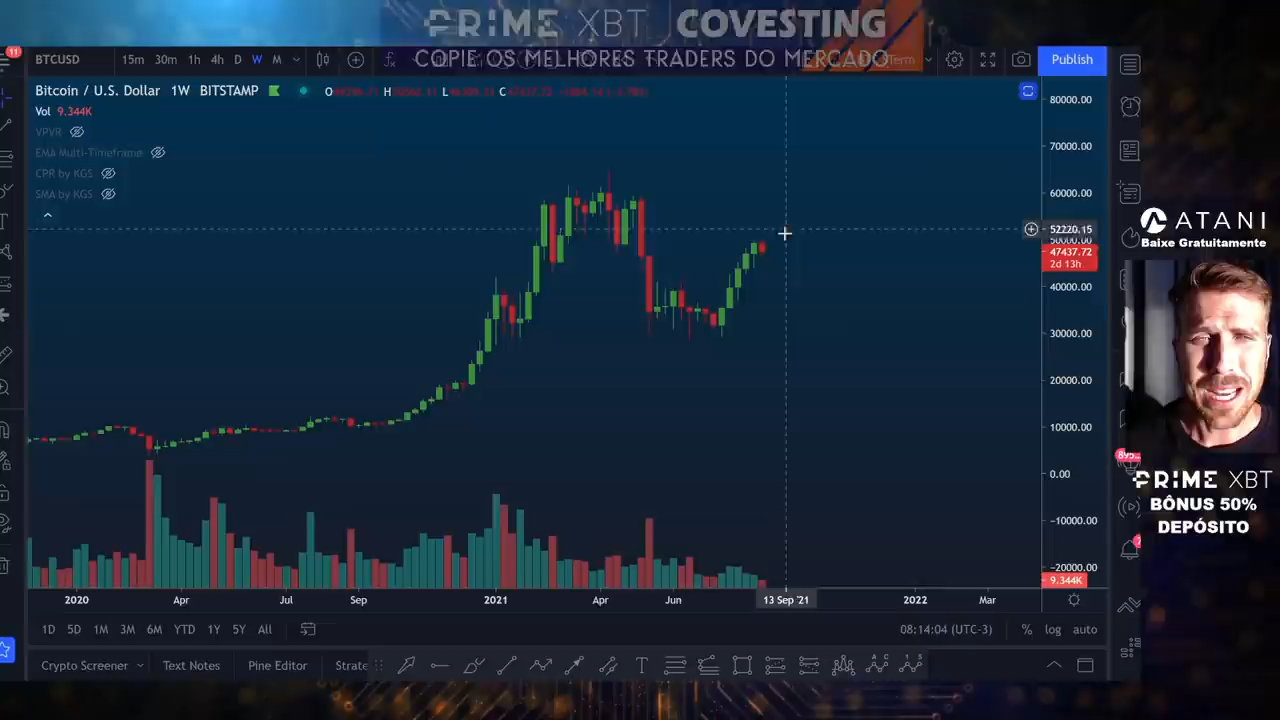 PRIME XBT COVESTING
COPIE OS MELHORES TRADERS DO MERCADO
11
BTCUSD 15m 30m 1h 4h D W M Term Publish
Bitcoin / U.S. Dollar 1W BITSTAMP O H L C
Vol 9.344K
VPVR
EMA Multi-Timeframe
CPR by KGS
SMA by KGS
80000.00
70000.00
60000.00
52220.15
50000.00
47437.72
2d 13h
40000.00
30000.00
20000.00
10000.00
0.00
-10000.00
-20000.00
9.344K
ATANI
Baixe Gratuitamente
PRIME XBT
BÔNUS 50%
DEPÓSITO
2020 Apr Jul Sep 2021 Apr Jun 13 Sep '21 2022 Mar
1D 5D 1M 3M 6M YTD 1Y 5Y All 08:14:04 (UTC-3) % log auto
Crypto Screener Text Notes Pine Editor Strate